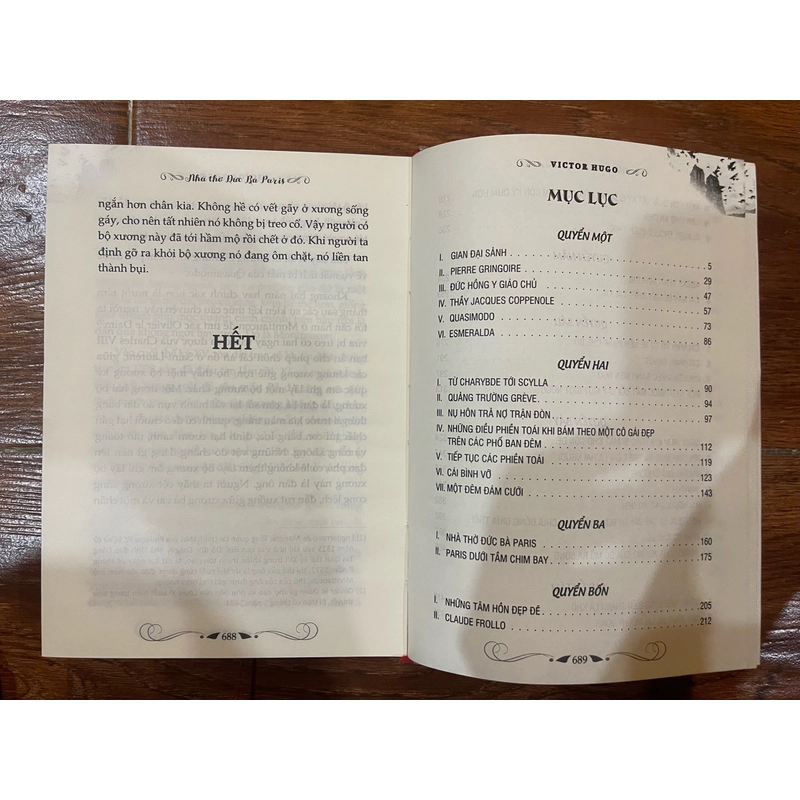 Nhà thờ Đức Bà Paris
ngắn hơn chân kia. Không hề có vết gãy ở xương sống
gáy, cho nên tất nhiên nó không bị treo cổ. Vậy người có
bộ xương này đã tới hầm mộ rồi chết ở đó. Khi người ta
định gỡ ra khỏi bộ xương nó đang ôm chặt, nó liền tan
thành bụi.
HẾT
688
VICTOR HUGO
MỤC LỤC
QUYỂN MỘT
I. GIAN ĐẠI SẢNH 5
II. PIERRE GRINGOIRE 29
III. ĐỨC HỒNG Y GIÁO CHỦ 47
IV. THẦY JACQUES COPPENOLE 57
V. QUASIMODO 73
VI. ESMERALDA 86
QUYỂN HAI
I. TỪ CHARYBDE TỚI SCYLLA 90
II. QUẢNG TRƯỜNG GRÈVE 94
III. NỤ HÔN TRẢ NỢ TRẬN ĐÒN 97
IV. NHỮNG ĐIỀU PHIỀN TOÁI KHI BÁM THEO MỘT CÔ GÁI ĐẸP
TRÊN CÁC PHỐ BAN ĐÊM 112
V. TIẾP TỤC CÁC PHIỀN TOÁI 119
VI. CÁI BÌNH VỠ 123
VII. MỘT ĐÊM ĐÁM CƯỚI 143
QUYỂN BA
I. NHÀ THỜ ĐỨC BÀ PARIS 160
II. PARIS DƯỚI TẦM CHIM BAY 175
QUYỂN BỐN
I. NHỮNG TÂM HỒN ĐẸP ĐẼ 205
II. CLAUDE FROLLO 212
689